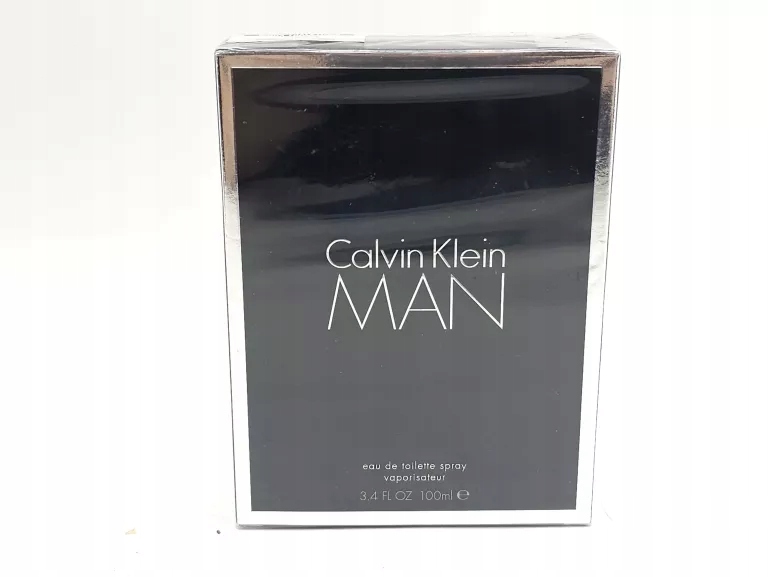 Calvin Klein
MAN
eau de toilette spray
vaporisateur
3.4 FL OZ 100ml ℮